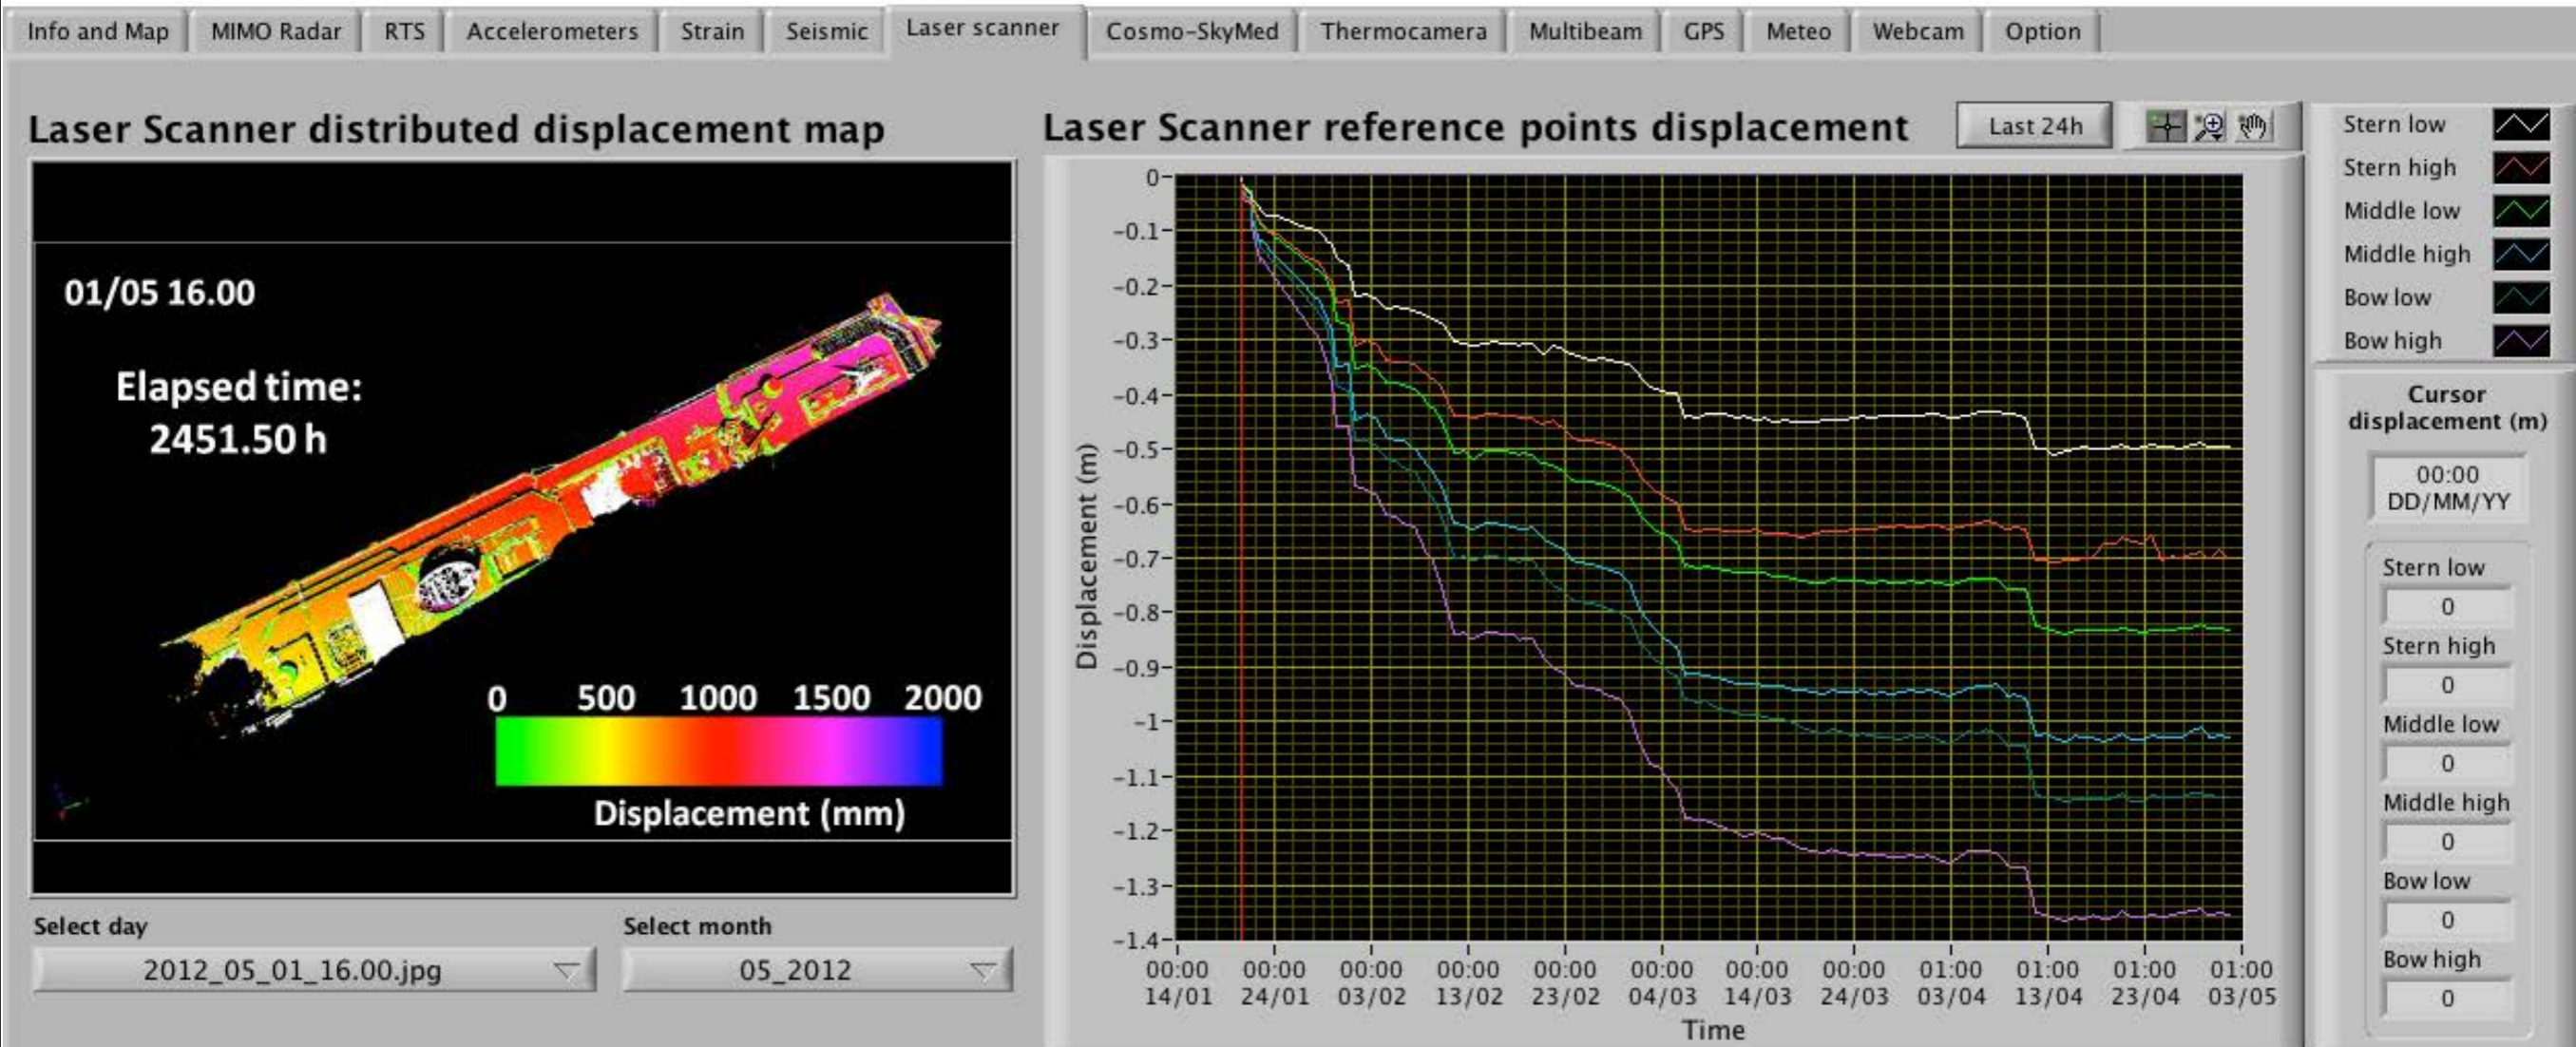 Info and Map
MIMO Radar
RTS
Accelerometers
Strain
Seismic
Laser scanner
Cosmo-SkyMed
Thermocamera
Multibeam
GPS
Meteo
Webcam
Option
Laser Scanner distributed displacement map
01/05 16.00
Elapsed time:
2451.50 h
0 500 1000 1500 2000
Displacement (mm)
Select day
2012_05_01_16.00.jpg
Select month
05_2012
Laser Scanner reference points displacement
Last 24h
Displacement (m)
0
-0.1
-0.2
-0.3
-0.4
-0.5
-0.6
-0.7
-0.8
-0.9
-1
-1.1
-1.2
-1.3
-1.4
00:00 00:00 00:00 00:00 00:00 00:00 00:00 00:00 01:00 01:00 01:00 01:00
14/01 24/01 03/02 13/02 23/02 04/03 14/03 24/03 03/04 13/04 23/04 03/05
Time
Stern low
Stern high
Middle low
Middle high
Bow low
Bow high
Cursor
displacement (m)
00:00
DD/MM/YY
Stern low
0
Stern high
0
Middle low
0
Middle high
0
Bow low
0
Bow high
0